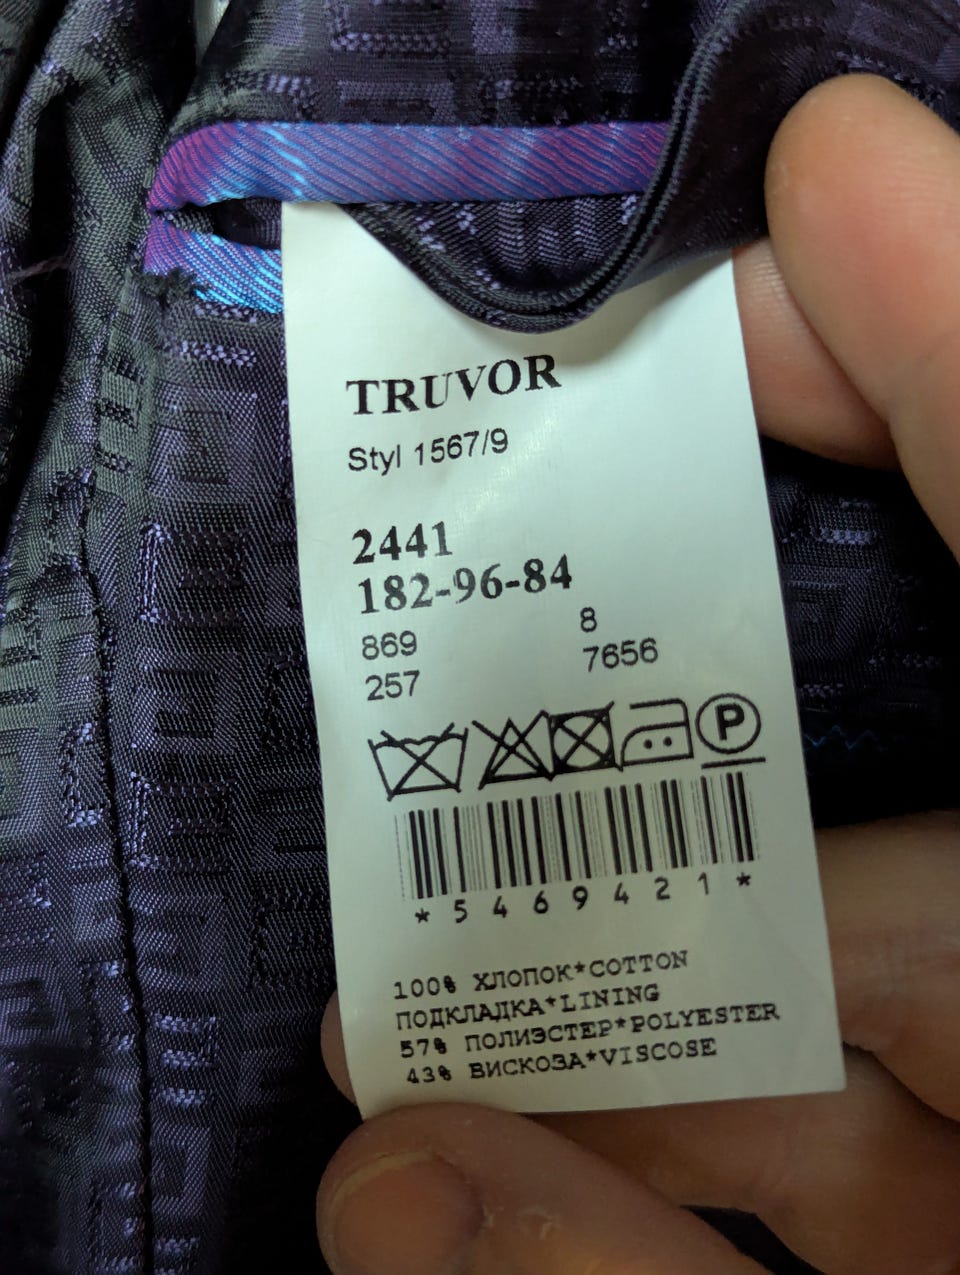 TRUVOR
Styl 1567/9
2441
182-96-84
869 8
257 7656
P
*5469421*
100% ХЛОПОК*COTTON
ПОДКЛАДКА*LINING
57% ПОЛИЭСТЕР*POLYESTER
43% ВИСКОЗА*VISCOSE